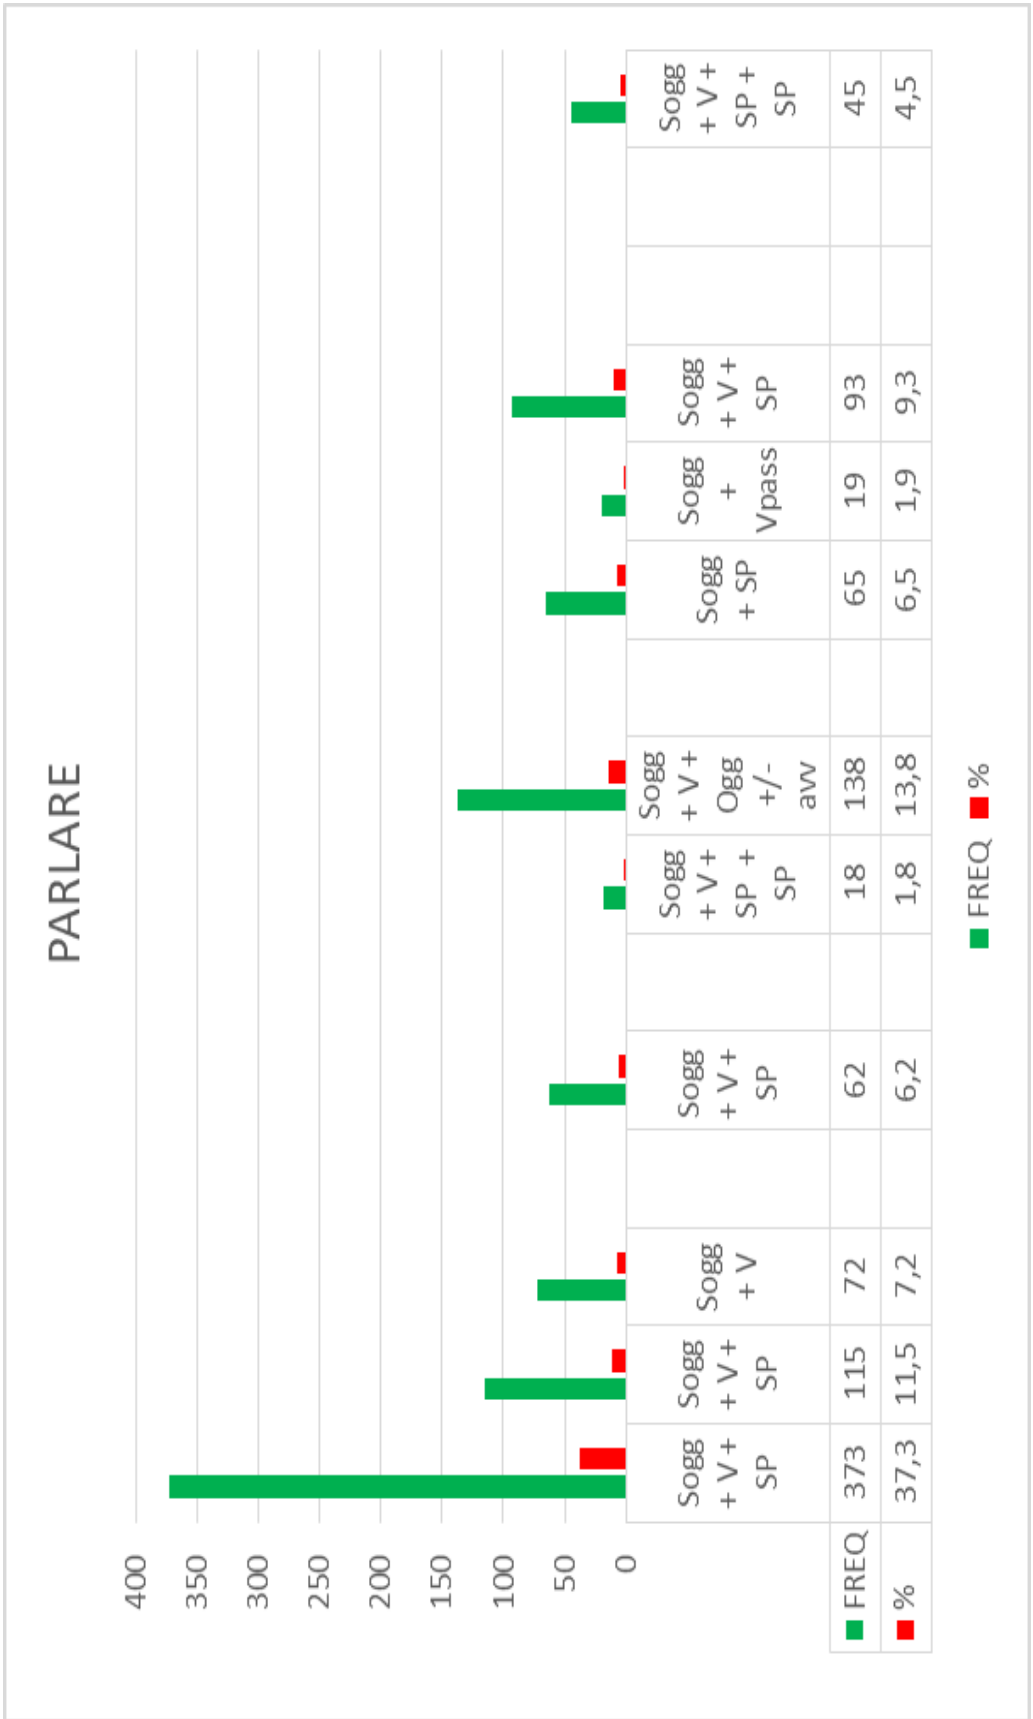 PARLARE
400
350
300
250
200
150
100
50
0
Sogg + V + SP
Sogg + V + SP
Sogg + V
Sogg + V + SP
Sogg + V + SP + SP
Sogg + V + Ogg +/- avv
Sogg + SP
Sogg + Vpass
Sogg + V + SP
Sogg + V + SP + SP
FREQ 373 115 72 62 18 138 65 19 93 45
% 37,3 11,5 7,2 6,2 1,8 13,8 6,5 1,9 9,3 4,5
FREQ %